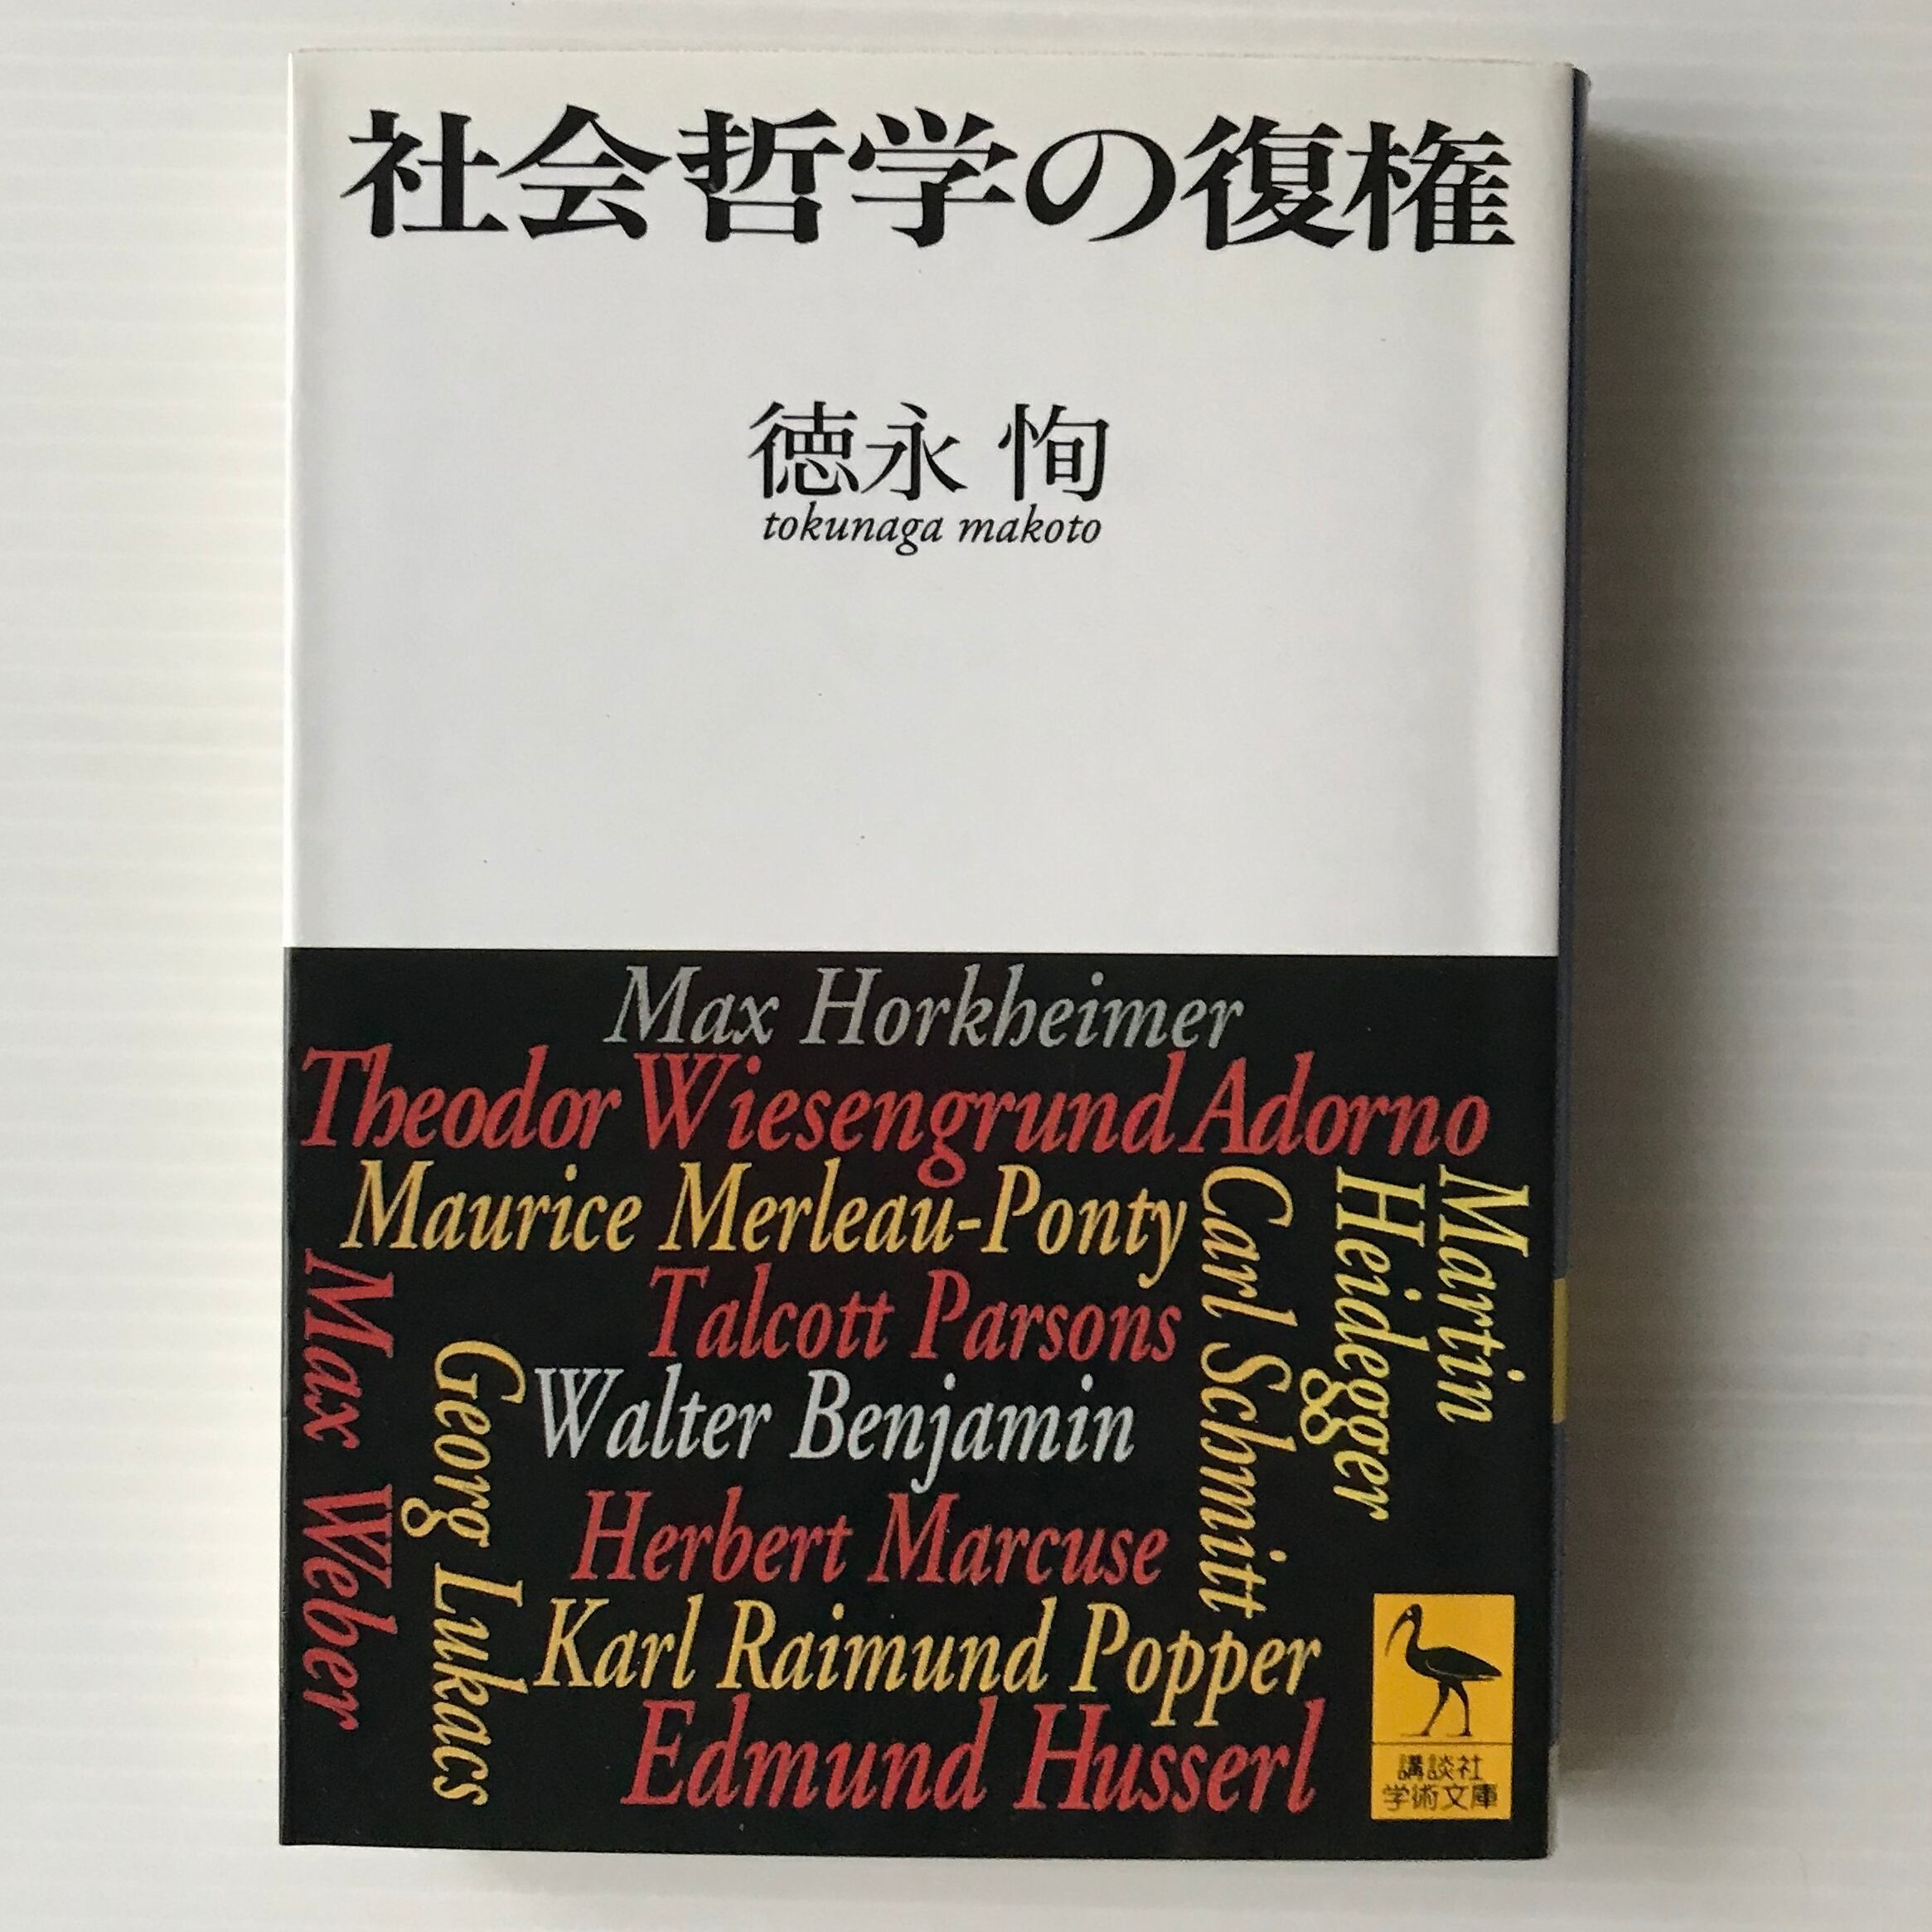 社会哲学の復権
徳永 恂
tokunaga makoto
Max Horkheimer
Theodor Wiesengrund Adorno
Maurice Merleau-Ponty
Carl Schmitt
Martin
Heidegger
Talcott Parsons
Max Weber
Georg Lukacs
Walter Benjamin
Herbert Marcuse
Karl Raimund Popper
Edmund Husserl
講談社
学術文庫